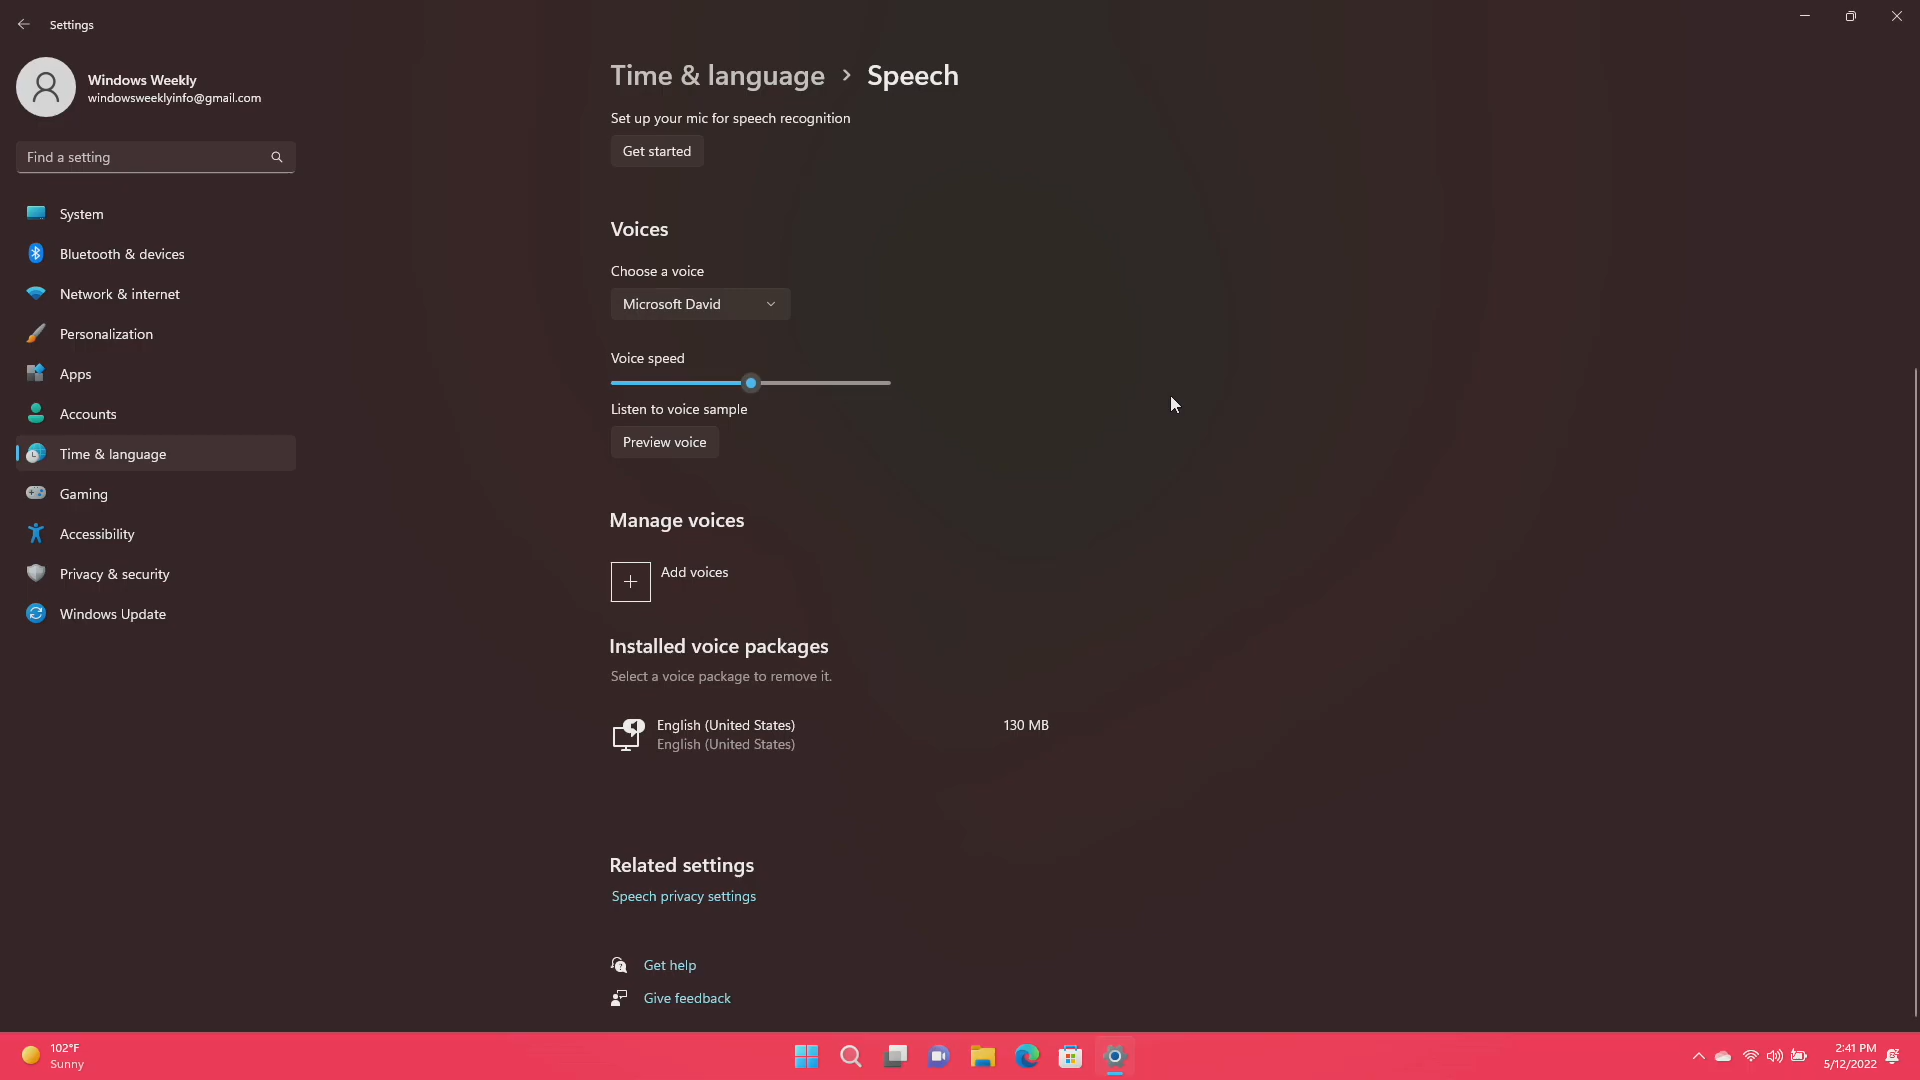 Settings
Windows Weekly
windowsweeklyinfo@gmail.com
Find a setting
System
Bluetooth & devices
Network & internet
Personalization
Apps
Accounts
Time & language
Gaming
Accessibility
Privacy & security
Windows Update
Time & language > Speech
Set up your mic for speech recognition
Get started
Voices
Choose a voice
Microsoft David
Voice speed
Listen to voice sample
Preview voice
Manage voices
Add voices
Installed voice packages
Select a voice package to remove it.
English (United States) 130 MB
English (United States)
Related settings
Speech privacy settings
Get help
Give feedback
102°F
Sunny
2:41 PM
5/12/2022